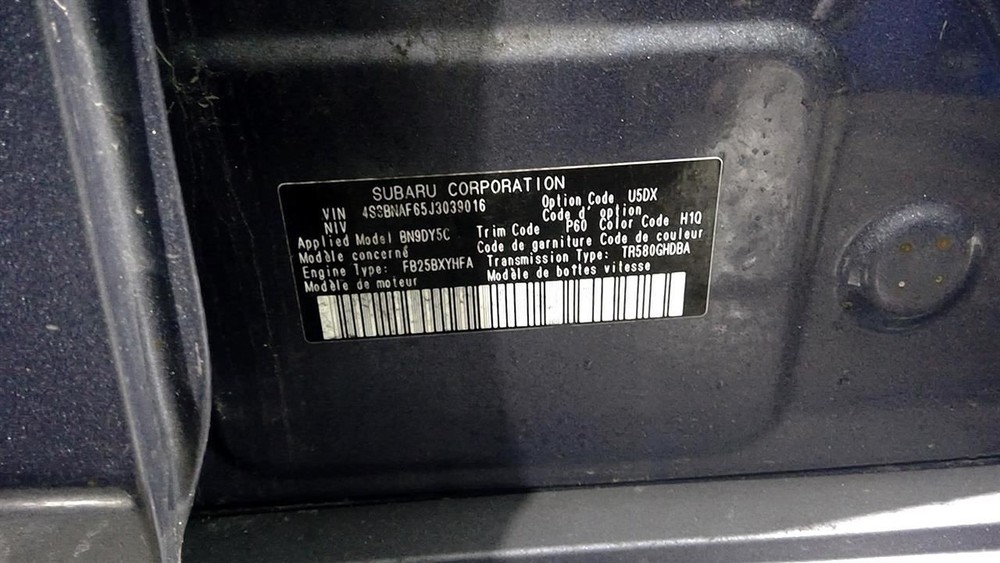 SUBARU CORPORATION
VIN 4S3BNAF65J3039016 Option Code U5DX
NIV Code d' option
Applied Model BN9DY5C Trim Code P60 Color Code H1Q
Modèle concerné Code de garniture Code de couleur
Engine Type: FB25BXYHFA Transmission Type: TR580GHDBA
Modèle de moteur Modèle de boîtes vitesse